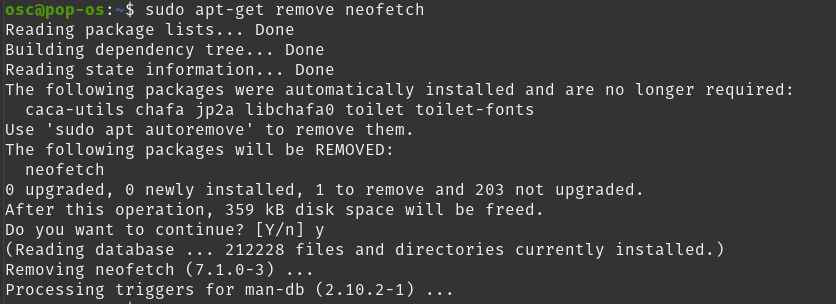 osc@pop-os:~$ sudo apt-get remove neofetch
Reading package lists... Done
Building dependency tree... Done
Reading state information... Done
The following packages were automatically installed and are no longer required:
  caca-utils chafa jp2a libchafa0 toilet toilet-fonts
Use 'sudo apt autoremove' to remove them.
The following packages will be REMOVED:
  neofetch
0 upgraded, 0 newly installed, 1 to remove and 203 not upgraded.
After this operation, 359 kB disk space will be freed.
Do you want to continue? [Y/n] y
(Reading database ... 212228 files and directories currently installed.)
Removing neofetch (7.1.0-3) ...
Processing triggers for man-db (2.10.2-1) ...